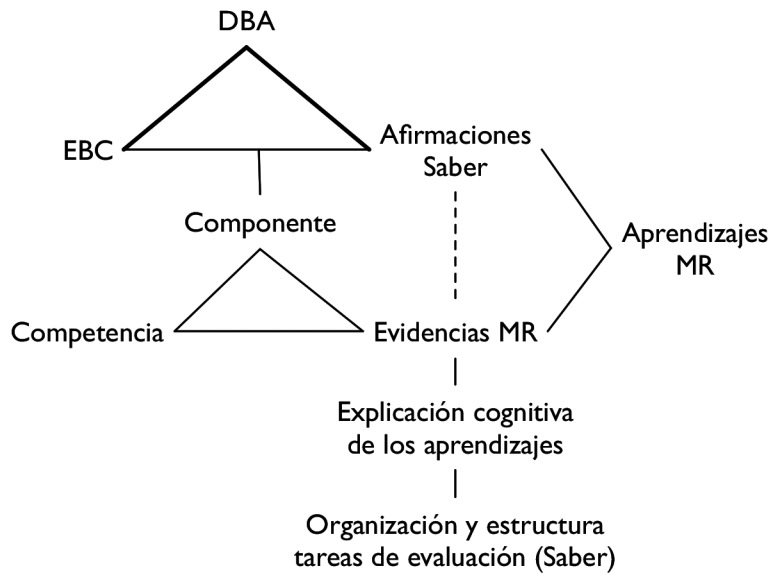 DBA
EBC
Afirmaciones
Saber
Componente
Aprendizajes
MR
Competencia
Evidencias MR
Explicación cognitiva
de los aprendizajes
Organización y estructura
tareas de evaluación (Saber)